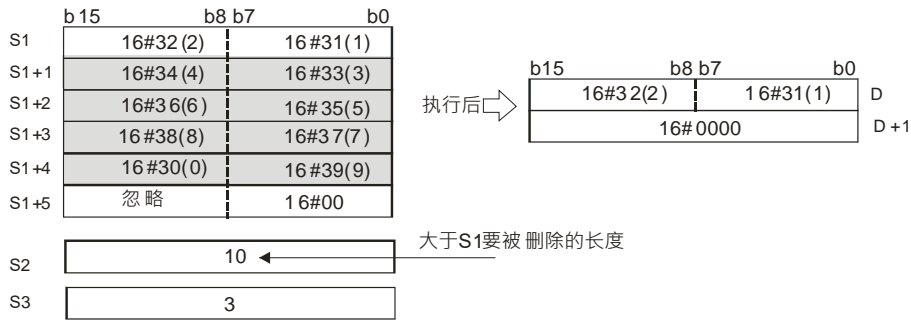 b15 b8 b7 b0
S1 16#32(2) 16#31(1)
S1+1 16#34(4) 16#33(3)
S1+2 16#36(6) 16#35(5)
S1+3 16#38(8) 16#37(7)
S1+4 16#30(0) 16#39(9)
S1+5 忽略 16#00
执行后
b15 b8 b7 b0
16#32(2) 16#31(1) D
16#0000 D+1
大于S1要被删除的长度
S2 10
S3 3